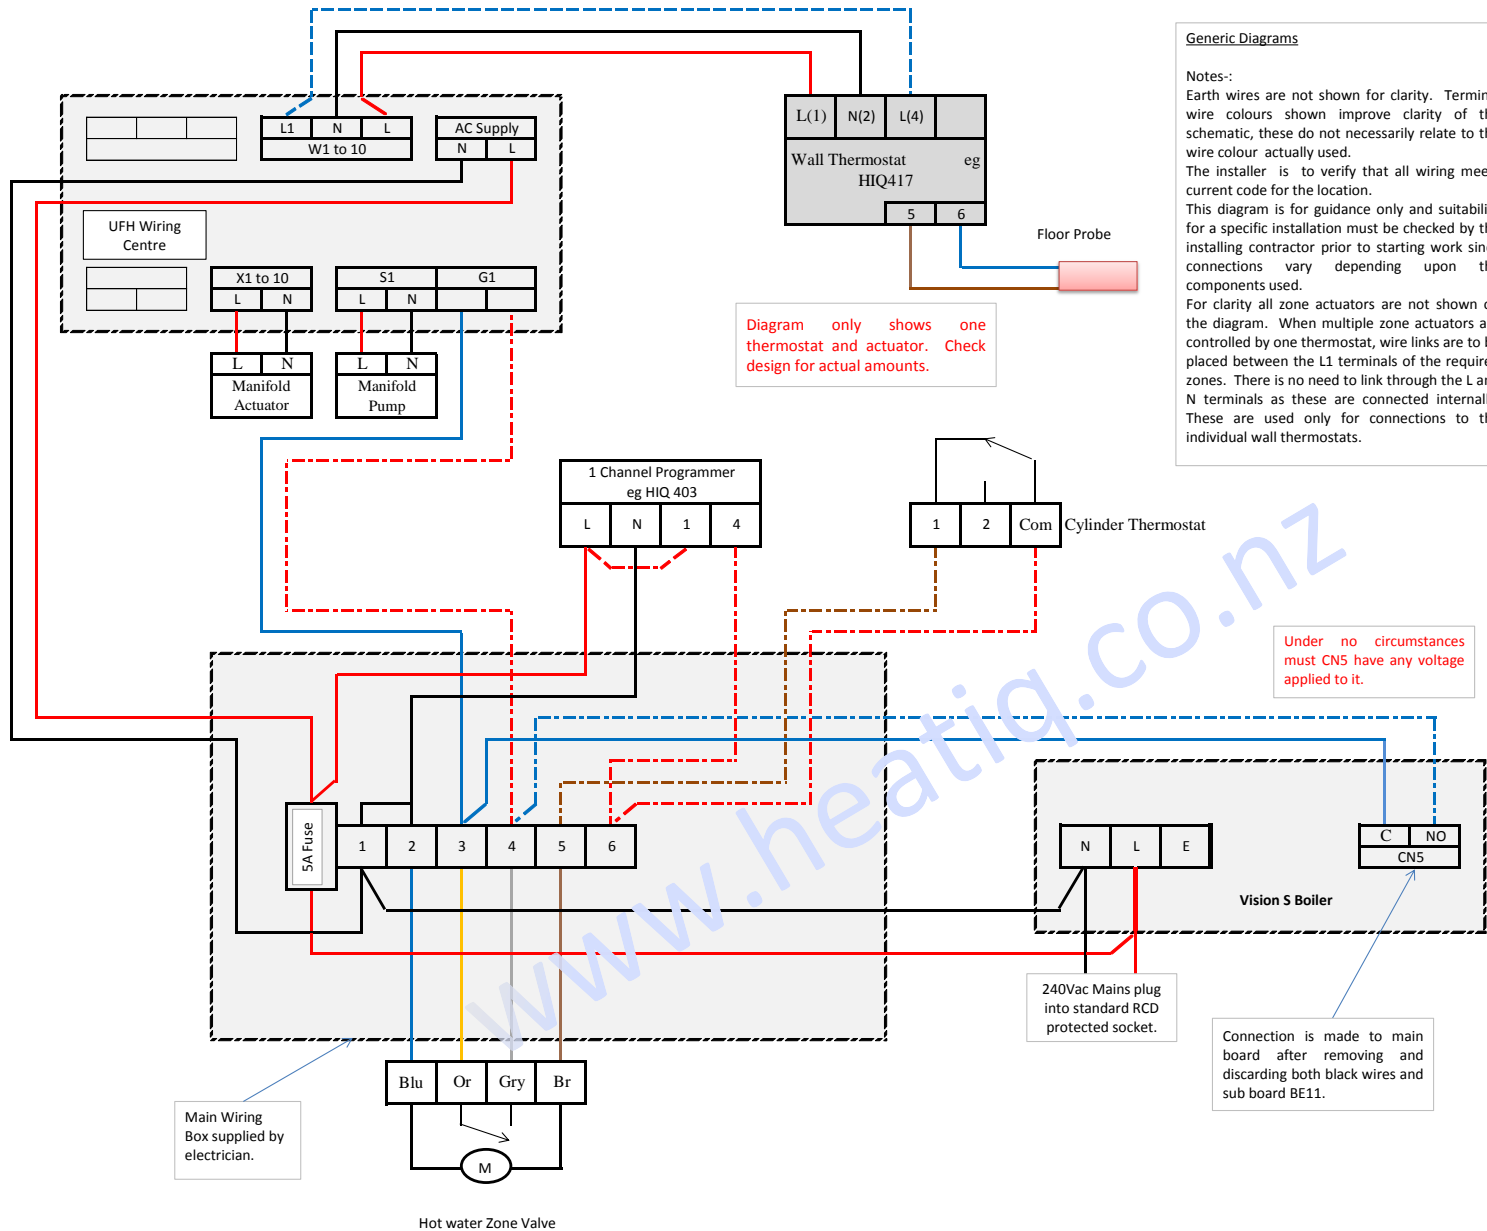 Generic Diagrams
Notes-:
Earth wires are not shown for clarity. Termin
wire colours shown improve clarity of th
schematic, these do not necessarily relate to th
wire colour actually used.
The installer is to verify that all wiring mee
current code for the location.
This diagram is for guidance only and suitabili
for a specific installation must be checked by th
installing contractor prior to starting work sinc
connections vary depending upon th
components used.
For clarity all zone actuators are not shown o
the diagram. When multiple zone actuators a
controlled by one thermostat, wire links are to b
placed between the L1 terminals of the require
zones. There is no need to link through the L an
N terminals as these are connected internall
These are used only for connections to th
individual wall thermostats.
L1 N L
W1 to 10
AC Supply
N L
UFH Wiring
Centre
X1 to 10
L N
S1 G1
L N
L N
Manifold
Actuator
L N
Manifold
Pump
L(1) N(2) L(4)
Wall Thermostat eg
HIQ417
5 6
Floor Probe
Diagram only shows one
thermostat and actuator. Check
design for actual amounts.
1 Channel Programmer
eg HIQ 403
L N 1 4
1 2 Com
Cylinder Thermostat
Under no circumstances
must CN5 have any voltage
applied to it.
5A Fuse
1 2 3 4 5 6
N L E
C NO
CN5
Vision S Boiler
240Vac Mains plug
into standard RCD
protected socket.
Connection is made to main
board after removing and
discarding both black wires and
sub board BE11.
Blu Or Gry Br
M
Main Wiring
Box supplied by
electrician.
Hot water Zone Valve
www.heatiq.co.nz